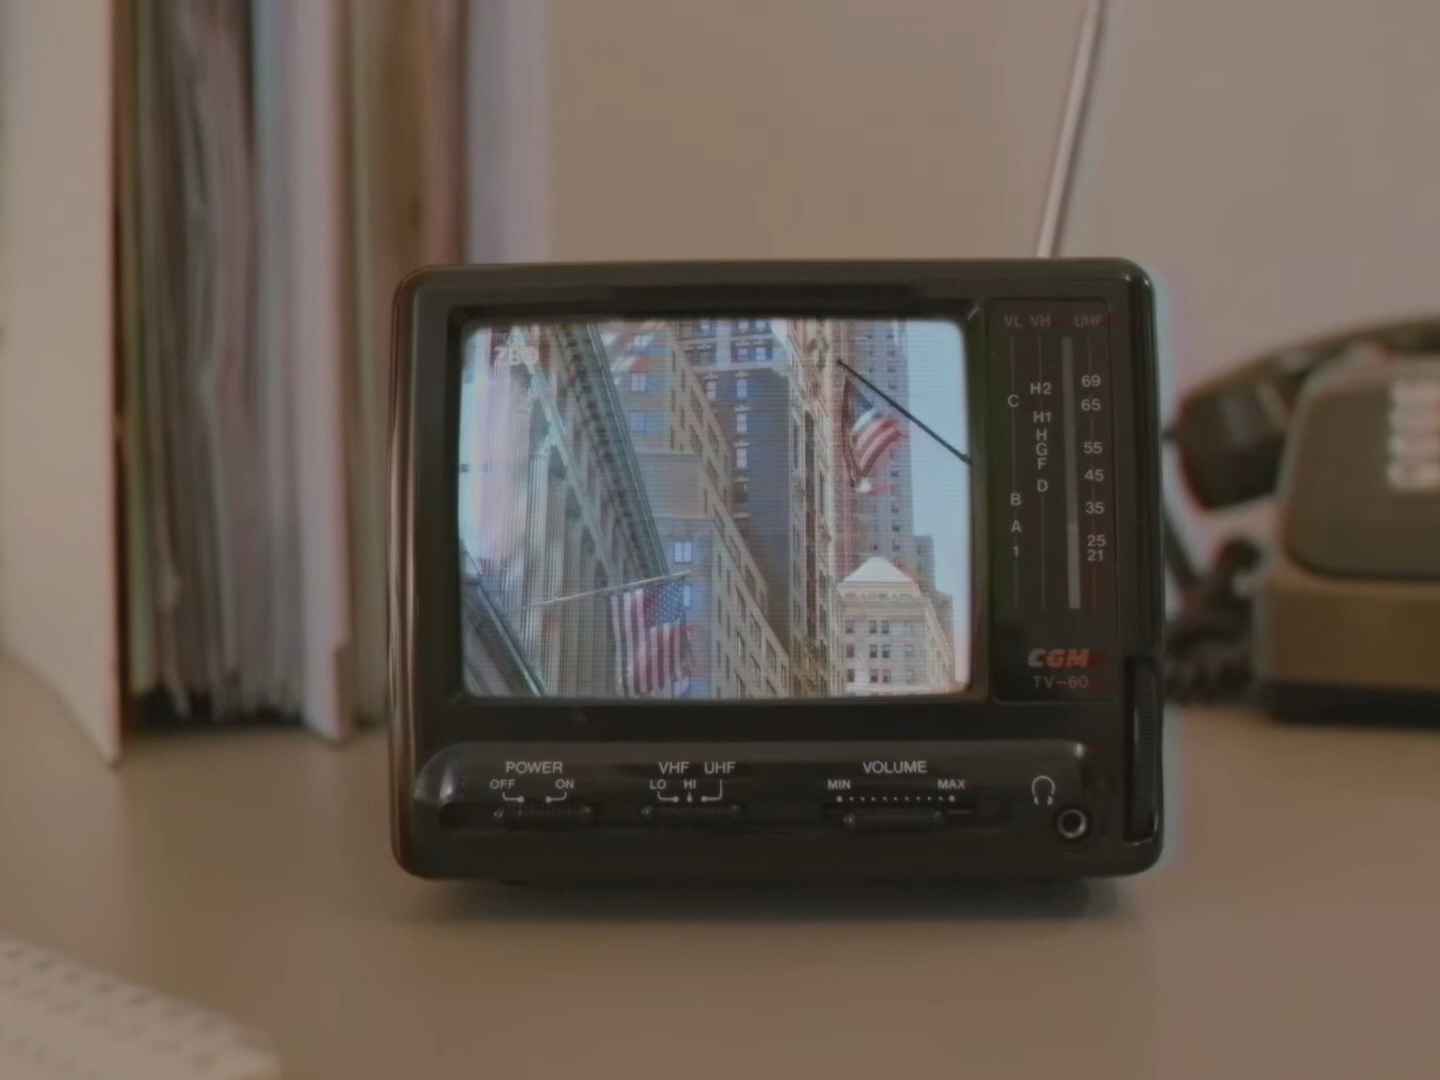 VL VH UHF
69
H2
C
65
H1
H
55
G
F
45
D
B
35
A
25
1
21
CGM
TV-60
POWER
OFF ON
VHF UHF
LO HI
VOLUME
MIN MAX